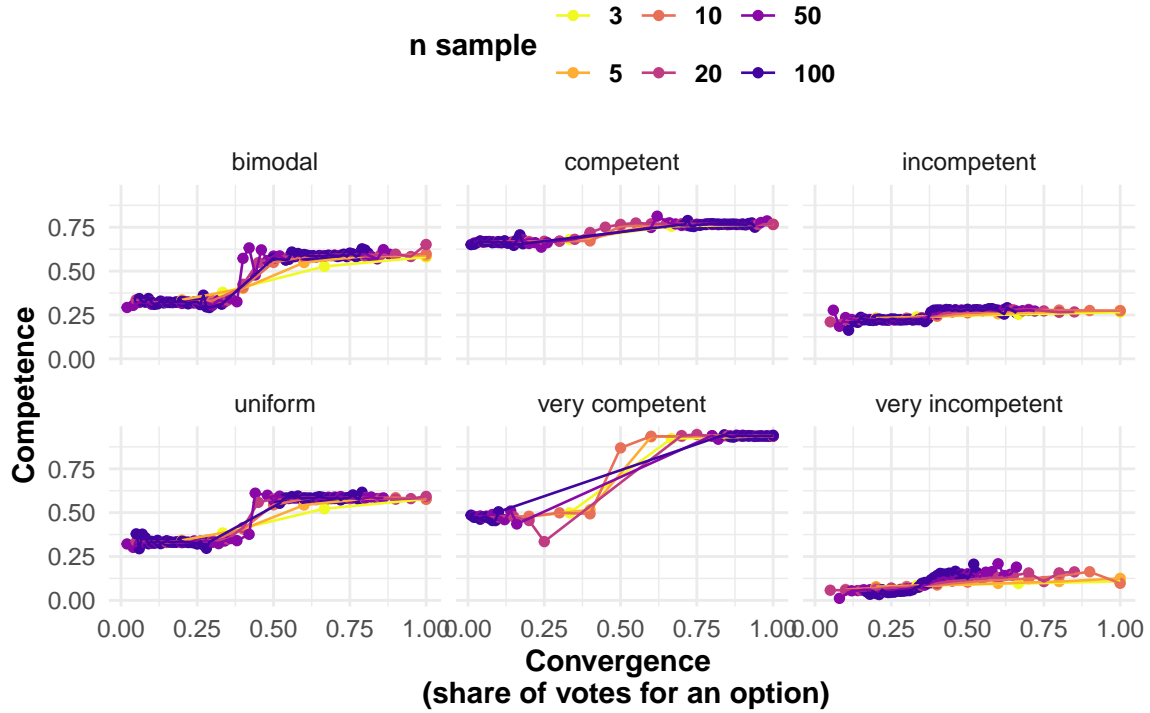 n sample
3 10 50
5 20 100
bimodal competent incompetent
0.75
0.50
0.25
0.00
uniform very competent very incompetent
0.75
0.50
0.25
0.00
0.00 0.25 0.50 0.75 1.00 0.00 0.25 0.50 0.75 1.00 0.00 0.25 0.50 0.75 1.00
Competence
Convergence
(share of votes for an option)